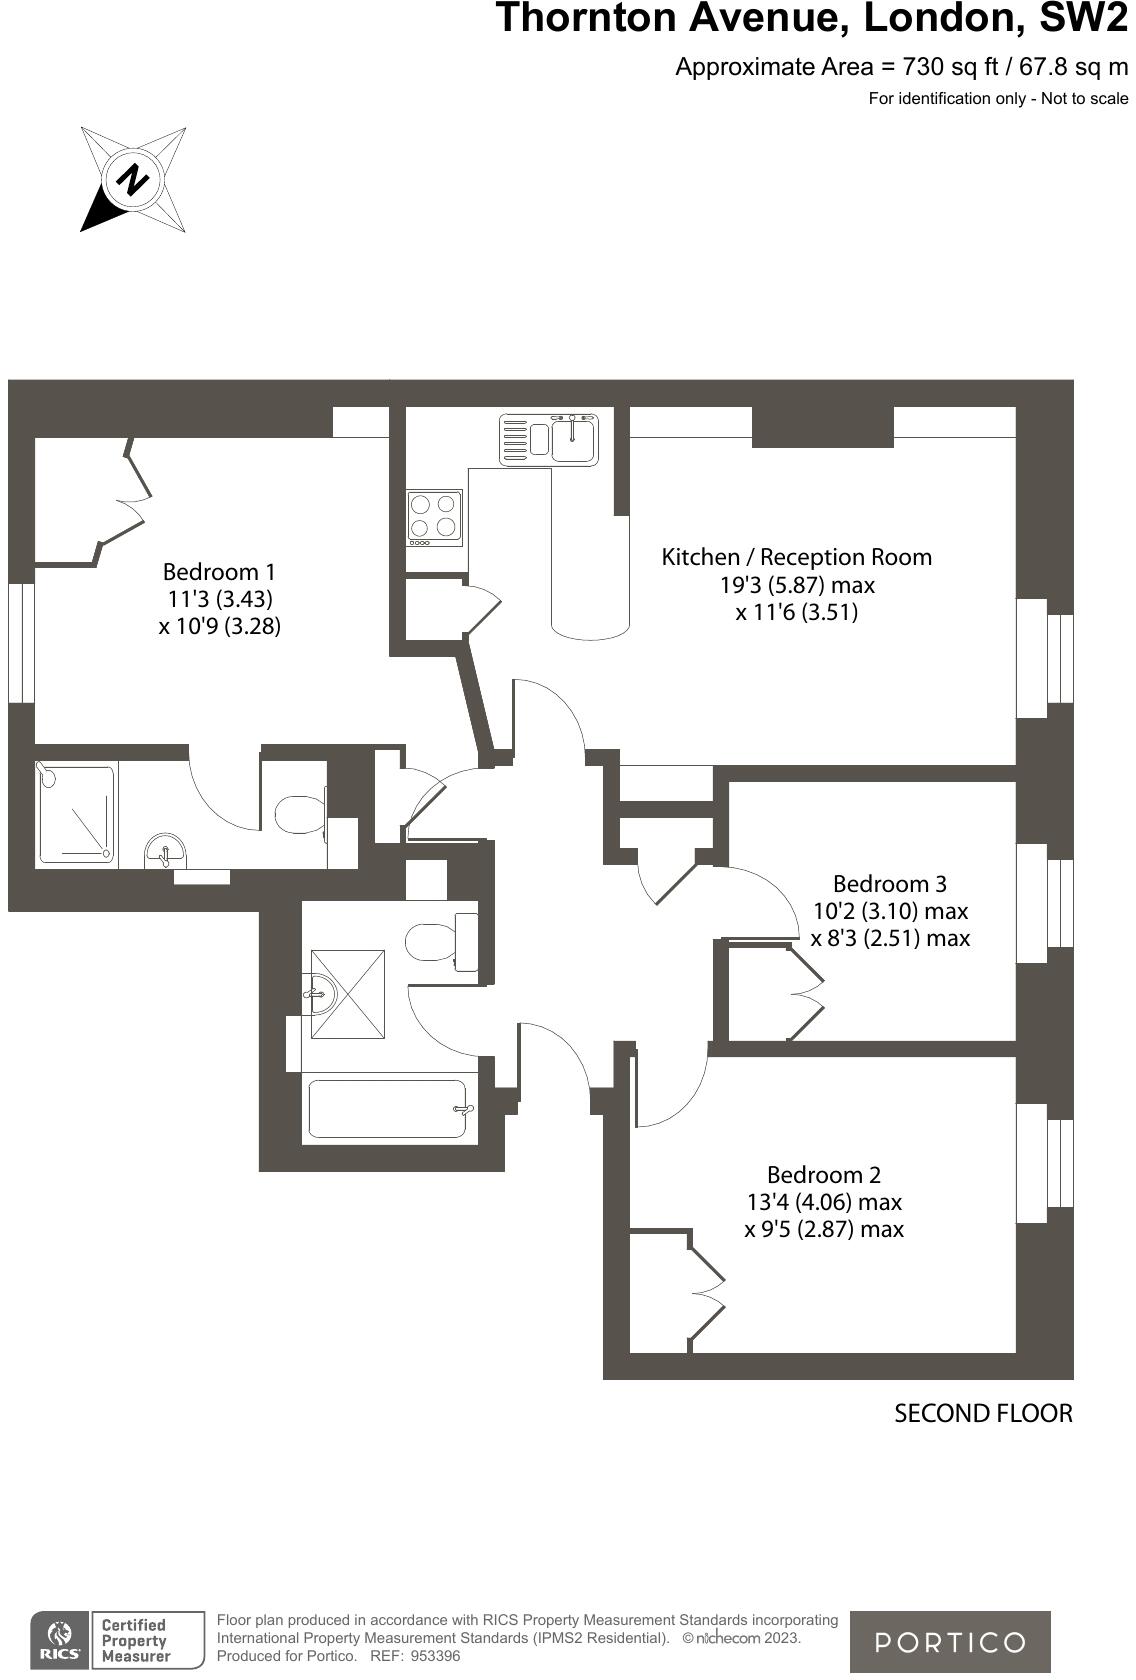 Thornton Avenue, London, SW2
Approximate Area = 730 sq ft / 67.8 sq m
For identification only - Not to scale
N
Bedroom 1
11'3 (3.43)
x 10'9 (3.28)
Kitchen / Reception Room
19'3 (5.87) max
x 11'6 (3.51)
Bedroom 3
10'2 (3.10) max
x 8'3 (2.51) max
Bedroom 2
13'4 (4.06) max
x 9'5 (2.87) max
SECOND FLOOR
RICS
Certified
Property
Measurer
Floor plan produced in accordance with RICS Property Measurement Standards incorporating
International Property Measurement Standards (IPMS2 Residential). © nichecom 2023.
Produced for Portico. REF: 953396
PORTICO